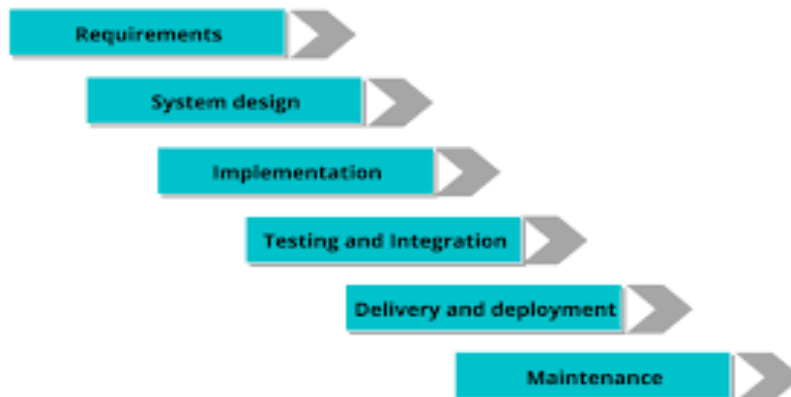 Requirements
System design
Implementation
Testing and Integration
Delivery and deployment
Maintenance